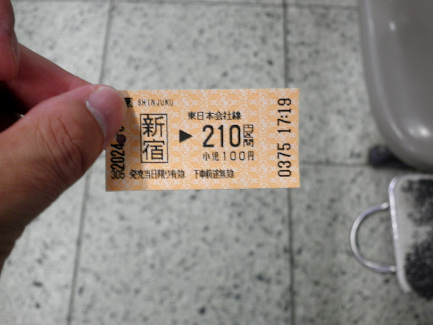 SHINJUKU
東日本会社線
新宿
▶ 210円区間
小児100円
発売当日限り有効 下車前途無効
2024
0375 17:19